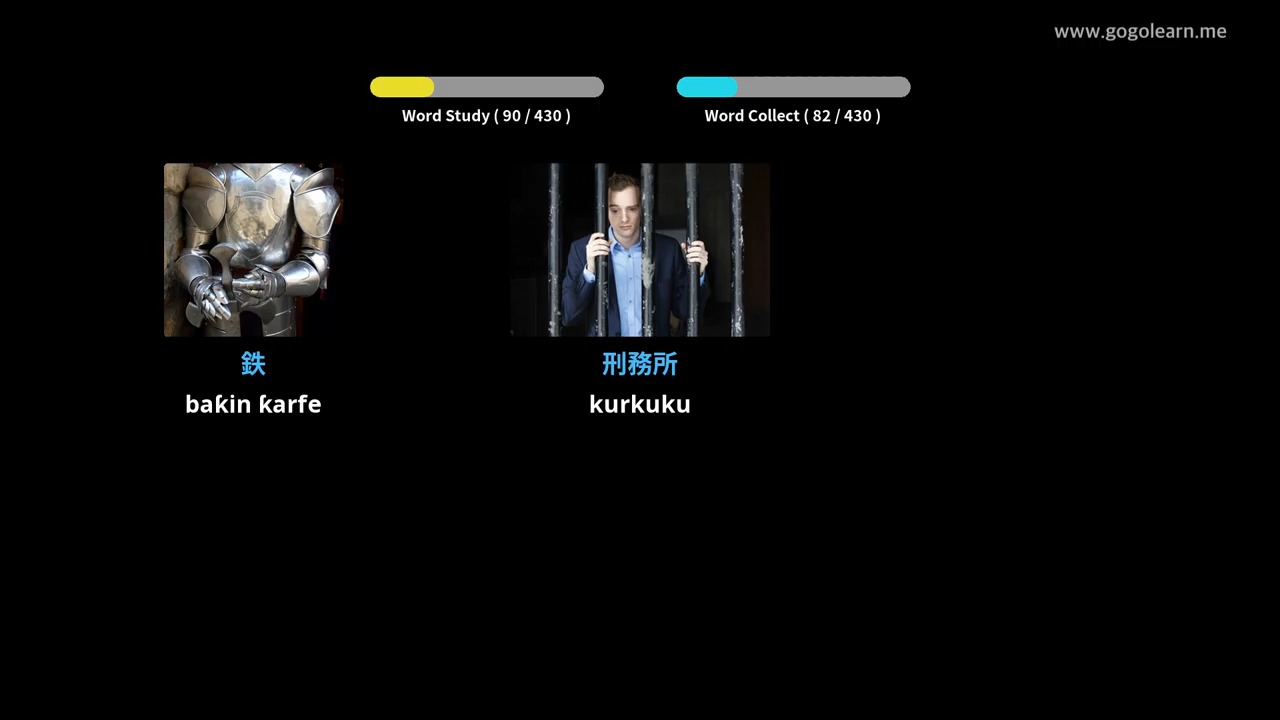 www.gogolearn.me
Word Study ( 90 / 430 )
Word Collect ( 82 / 430 )
鉄
刑務所
baƙin ƙarfe
kurkuku